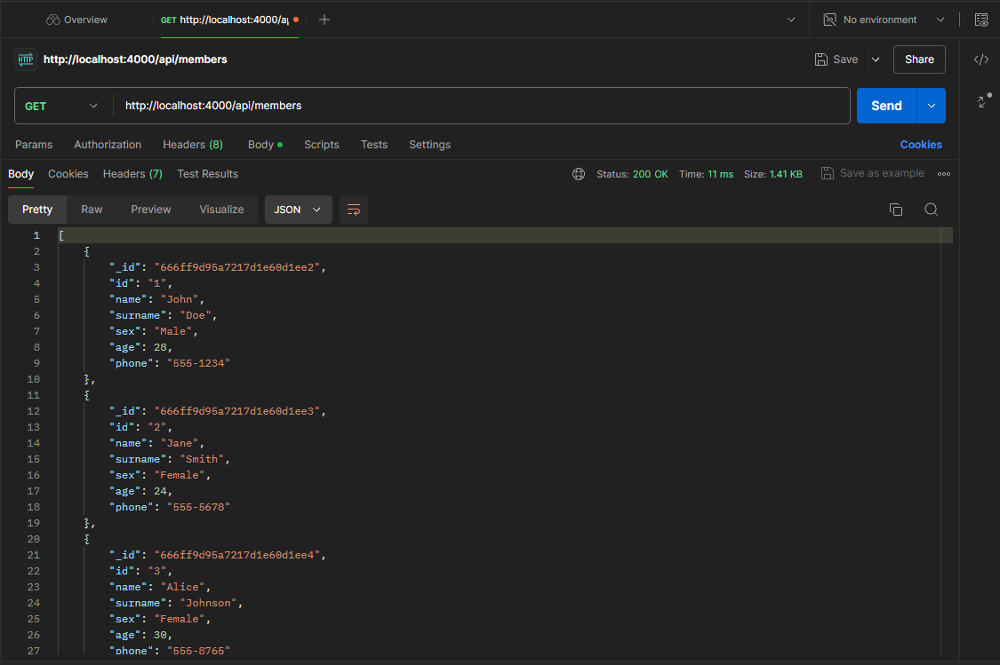 Overview
GET http://localhost:4000/a
No environment
HTTP http://localhost:4000/api/members
Save
Share
GET http://localhost:4000/api/members
Send
Params Authorization Headers (8) Body Scripts Tests Settings Cookies
Body Cookies Headers (7) Test Results Status: 200 OK Time: 11 ms Size: 1.41 KB Save as example
Pretty Raw Preview Visualize JSON
1 [
2 {
3 "_id": "666ff9d95a7217d1e60d1ee2",
4 "id": "1",
5 "name": "John",
6 "surname": "Doe",
7 "sex": "Male",
8 "age": 28,
9 "phone": "555-1234"
10 },
11 {
12 "_id": "666ff9d95a7217d1e60d1ee3",
13 "id": "2",
14 "name": "Jane",
15 "surname": "Smith",
16 "sex": "Female",
17 "age": 24,
18 "phone": "555-5678"
19 },
20 {
21 "_id": "666ff9d95a7217d1e60d1ee4",
22 "id": "3",
23 "name": "Alice",
24 "surname": "Johnson",
25 "sex": "Female",
26 "age": 30,
27 "phone": "555-8765"